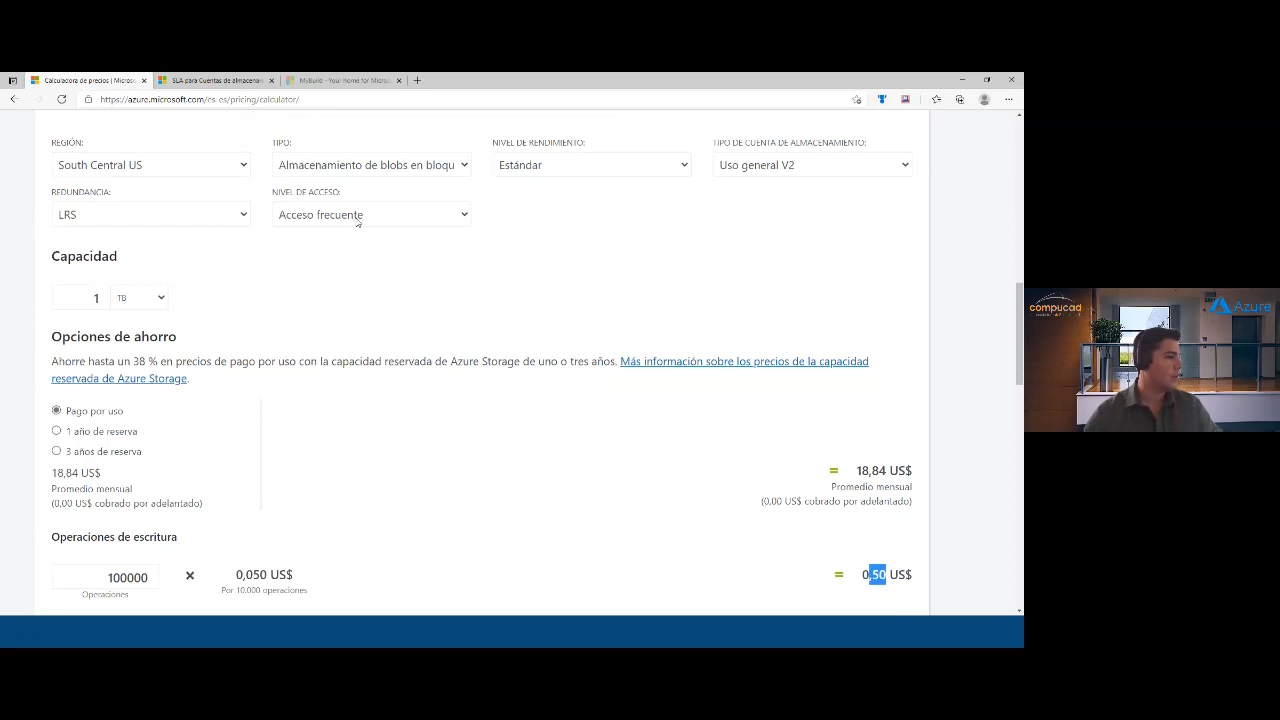 Calculadora de precios | Micros
SLA para Cuentas de almacena
MyBuild - Your Home for Micros
https://azure.microsoft.com/es-es/pricing/calculator/
REGIÓN:
TIPO:
NIVEL DE RENDIMIENTO:
TIPO DE CUENTA DE ALMACENAMIENTO:
South Central US
Almacenamiento de blobs en bloqu
Estándar
Uso general V2
REDUNDANCIA:
NIVEL DE ACCESO:
LRS
Acceso frecuente
Capacidad
1
TB
Opciones de ahorro
Ahorre hasta un 38 % en precios de pago por uso con la capacidad reservada de Azure Storage de uno o tres años. Más información sobre los precios de la capacidad
reservada de Azure Storage.
Pago por uso
1 año de reserva
3 años de reserva
18,84 US$
Promedio mensual
(0,00 US$ cobrado por adelantado)
= 18,84 US$
Promedio mensual
(0,00 US$ cobrado por adelantado)
Operaciones de escritura
100000
Operaciones
0,050 US$
Por 10.000 operaciones
= 0,50 US$
compucad
Azure